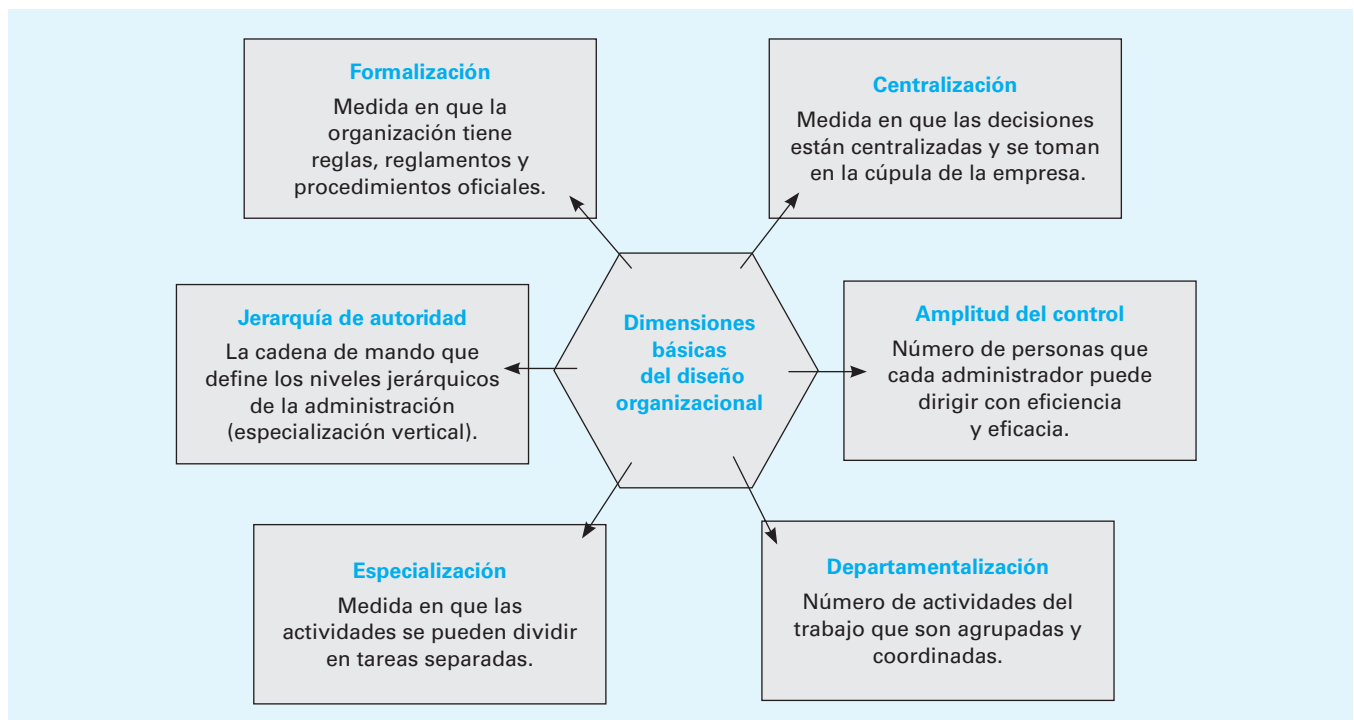 Formalización
Medida en que la
organización tiene
reglas, reglamentos y
procedimientos oficiales.
Centralización
Medida en que las decisiones
están centralizadas y se toman
en la cúpula de la empresa.
Jerarquía de autoridad
La cadena de mando que
define los niveles jerárquicos
de la administración
(especialización vertical).
Dimensiones
básicas
del diseño
organizacional
Amplitud del control
Número de personas que
cada administrador puede
dirigir con eficiencia
y eficacia.
Especialización
Medida en que las
actividades se pueden dividir
en tareas separadas.
Departamentalización
Número de actividades del
trabajo que son agrupadas y
coordinadas.